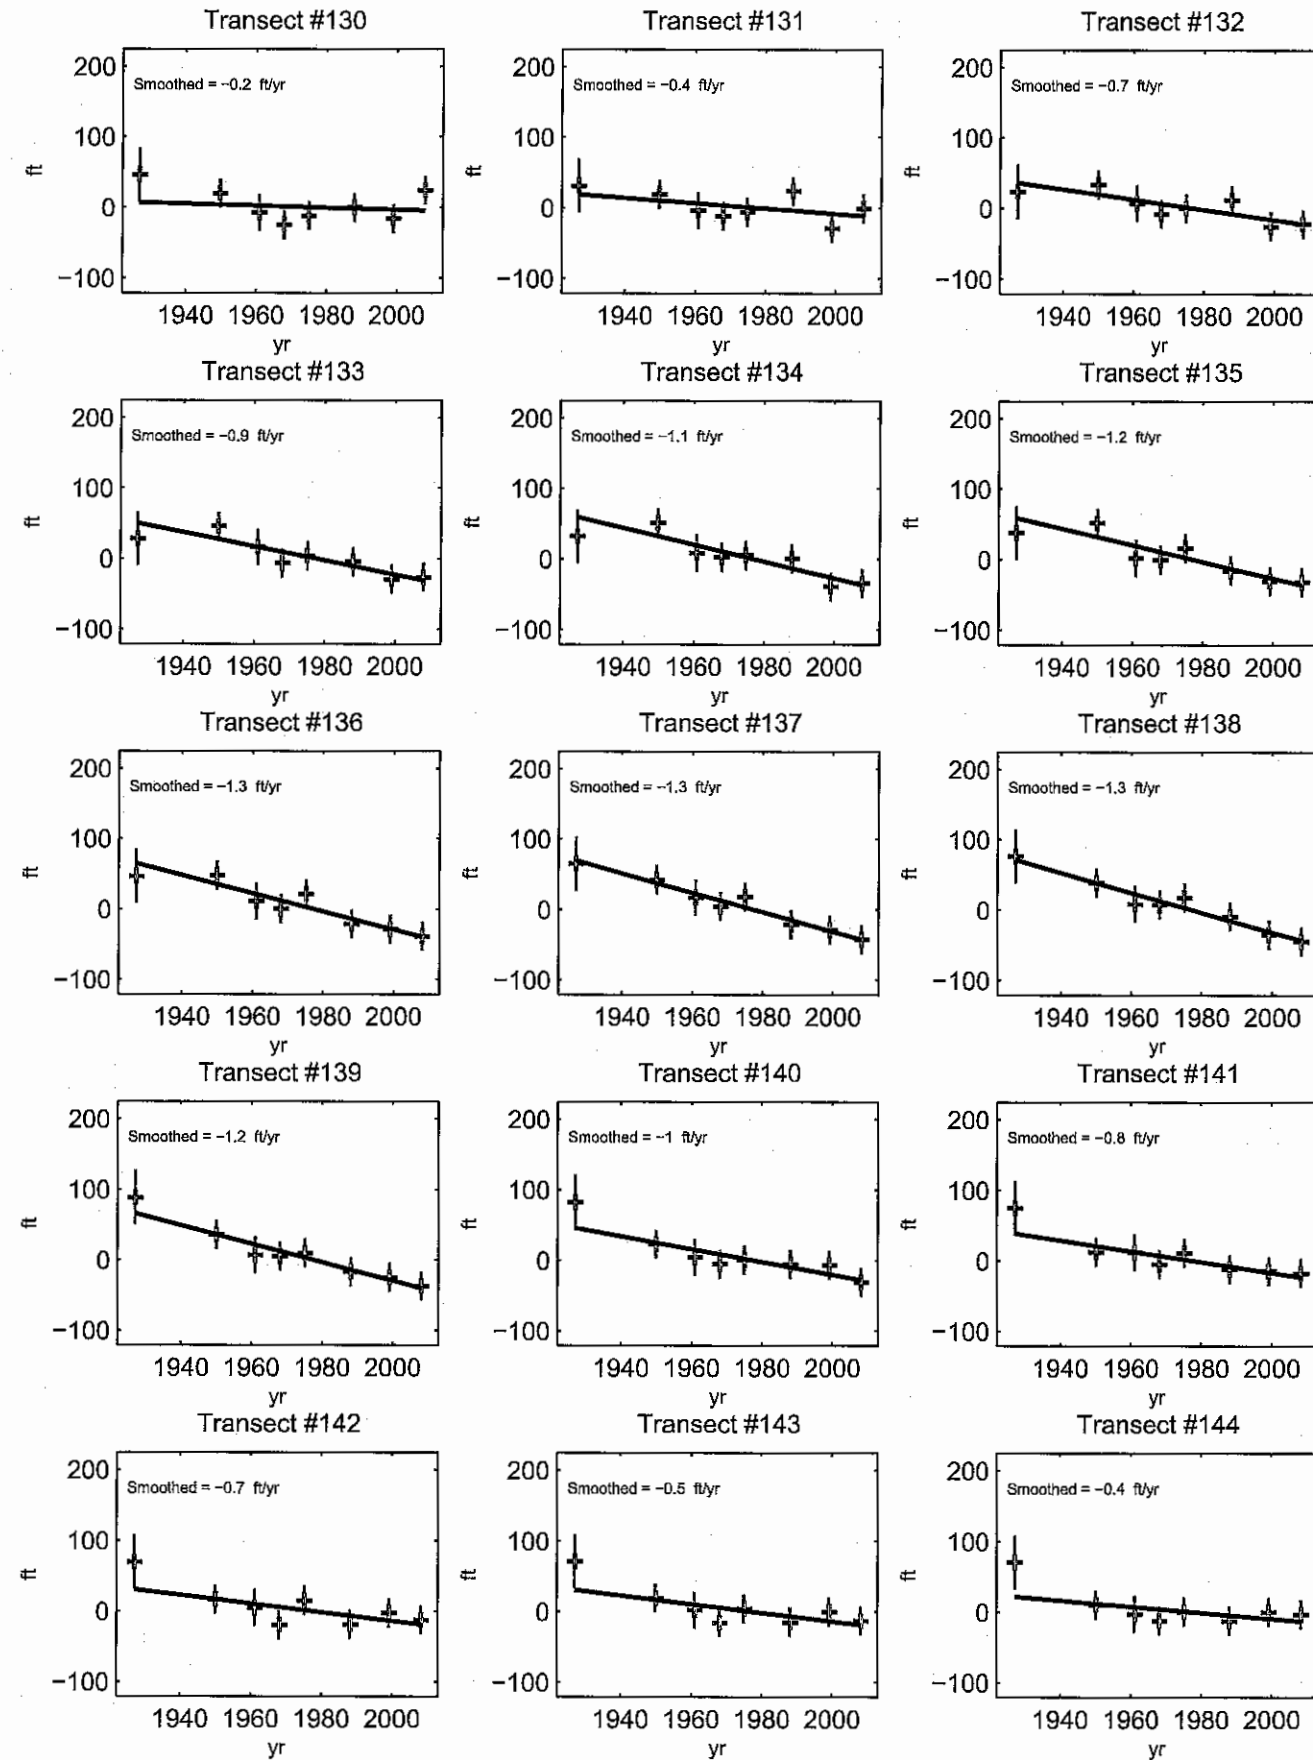 Transect #130
Transect #131
Transect #132
200
100
0
−100
ft
Smoothed = −0.2 ft/yr
1940 1960 1980 2000
yr
200
100
0
−100
ft
Smoothed = −0.4 ft/yr
1940 1960 1980 2000
yr
200
100
0
−100
ft
Smoothed = −0.7 ft/yr
1940 1960 1980 2000
yr
Transect #133
Transect #134
Transect #135
200
100
0
−100
ft
Smoothed = −0.9 ft/yr
1940 1960 1980 2000
yr
200
100
0
−100
ft
Smoothed = −1.1 ft/yr
1940 1960 1980 2000
yr
200
100
0
−100
ft
Smoothed = −1.2 ft/yr
1940 1960 1980 2000
yr
Transect #136
Transect #137
Transect #138
200
100
0
−100
ft
Smoothed = −1.3 ft/yr
1940 1960 1980 2000
yr
200
100
0
−100
ft
Smoothed = −1.3 ft/yr
1940 1960 1980 2000
yr
200
100
0
−100
ft
Smoothed = −1.3 ft/yr
1940 1960 1980 2000
yr
Transect #139
Transect #140
Transect #141
200
100
0
−100
ft
Smoothed = −1.2 ft/yr
1940 1960 1980 2000
yr
200
100
0
−100
ft
Smoothed = −1 ft/yr
1940 1960 1980 2000
yr
200
100
0
−100
ft
Smoothed = −0.8 ft/yr
1940 1960 1980 2000
yr
Transect #142
Transect #143
Transect #144
200
100
0
−100
ft
Smoothed = −0.7 ft/yr
1940 1960 1980 2000
yr
200
100
0
−100
ft
Smoothed = −0.5 ft/yr
1940 1960 1980 2000
yr
200
100
0
−100
ft
Smoothed = −0.4 ft/yr
1940 1960 1980 2000
yr